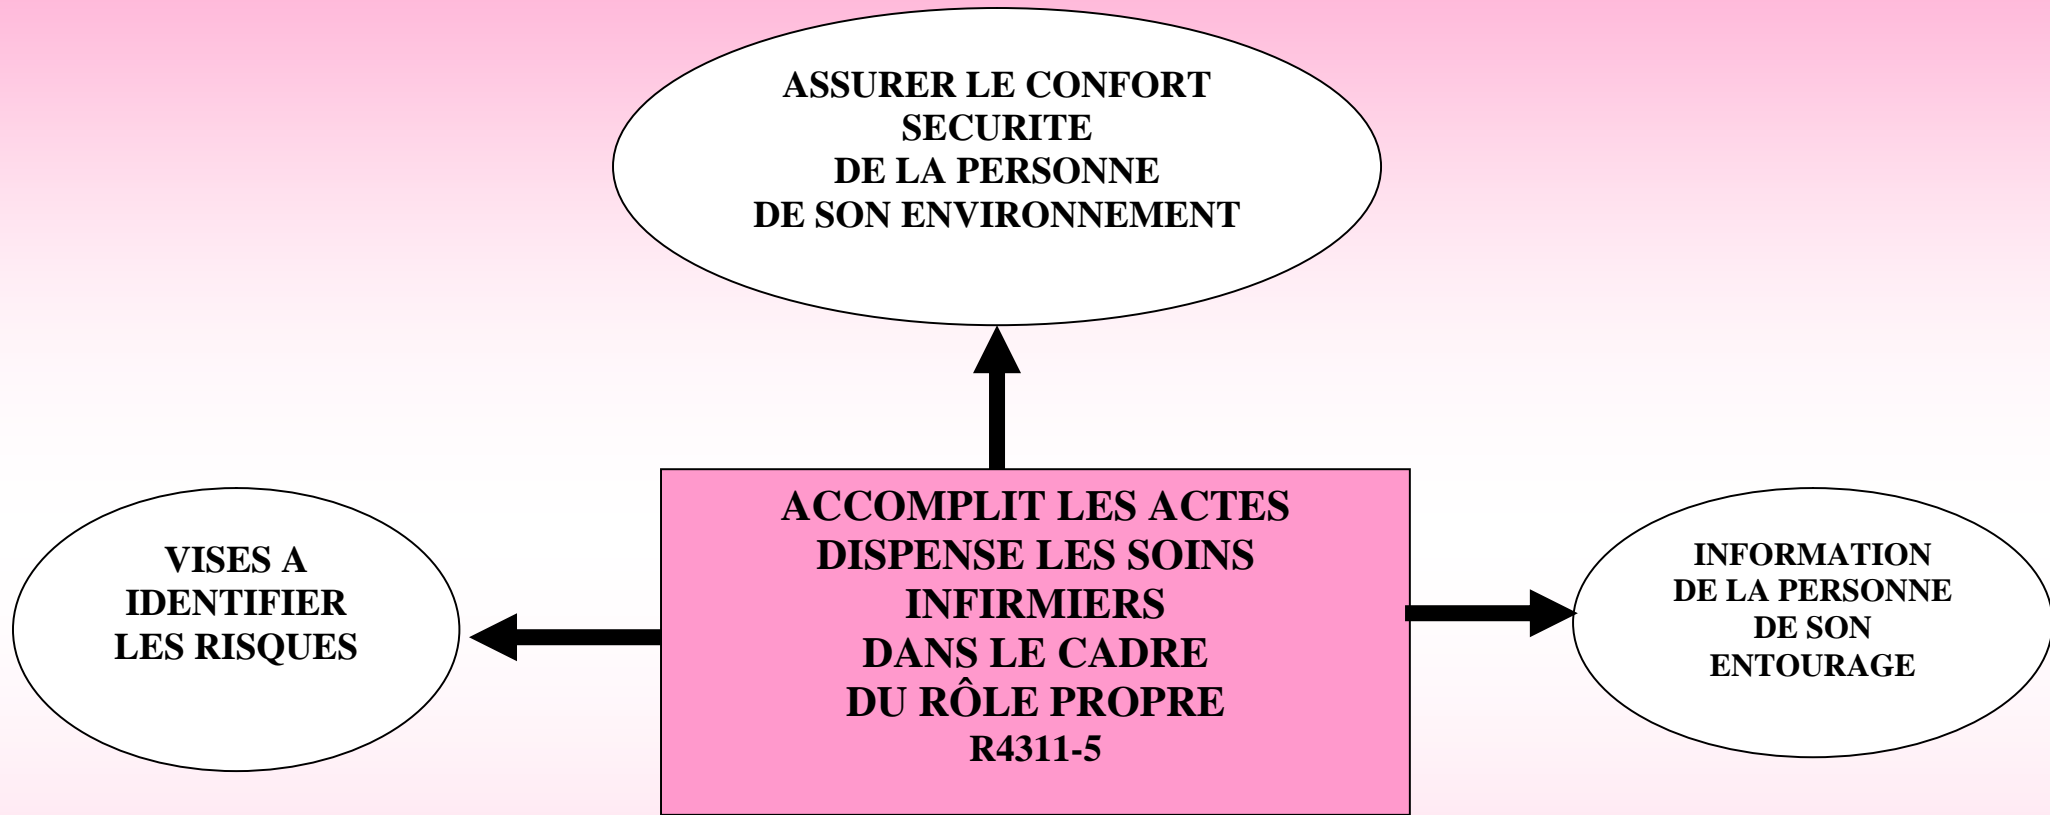 ASSURER LE CONFORT
SECURITE
DE LA PERSONNE
DE SON ENVIRONNEMENT
VISES A
IDENTIFIER
LES RISQUES
ACCOMPLIT LES ACTES
DISPENSE LES SOINS
INFIRMIERS
DANS LE CADRE
DU RÔLE PROPRE
R4311-5
INFORMATION
DE LA PERSONNE
DE SON
ENTOURAGE